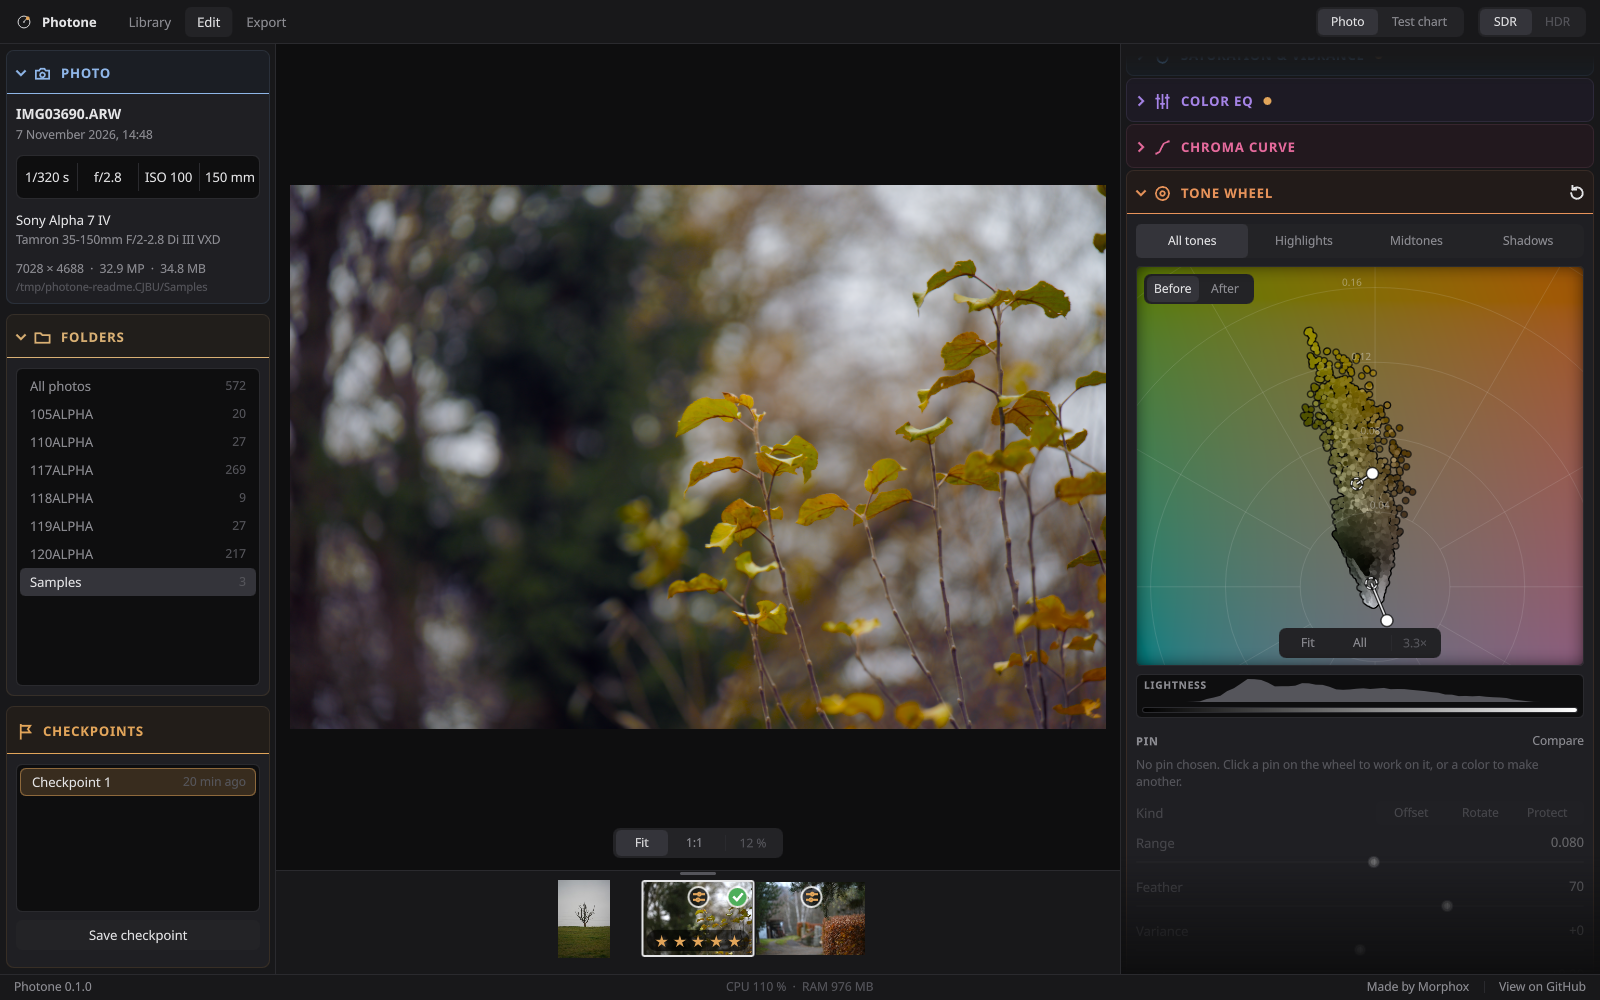 Photone
Library
Edit
Export
Photo
Test chart
SDR
HDR
PHOTO
IMG03690.ARW
7 November 2026, 14:48
1/320 s
f/2.8
ISO 100
150 mm
Sony Alpha 7 IV
Tamron 35-150mm F/2-2.8 Di III VXD
7028 × 4688 · 32.9 MP · 34.8 MB
/tmp/photone-readme.CJBU/Samples
FOLDERS
All photos 572
105ALPHA 20
110ALPHA 27
117ALPHA 269
118ALPHA 9
119ALPHA 27
120ALPHA 217
Samples 3
CHECKPOINTS
Checkpoint 1 20 min ago
Save checkpoint
Fit
1:1
12 %
COLOR EQ
CHROMA CURVE
TONE WHEEL
All tones
Highlights
Midtones
Shadows
Before
After
0.16
0.12
Fit
All
3.3×
LIGHTNESS
PIN
Compare
No pin chosen. Click a pin on the wheel to work on it, or a color to make
another.
Kind
Offset
Rotate
Protect
Range 0.080
Feather 70
Variance +0
Photone 0.1.0
CPU 110 % · RAM 976 MB
Made by Morphox
View on GitHub